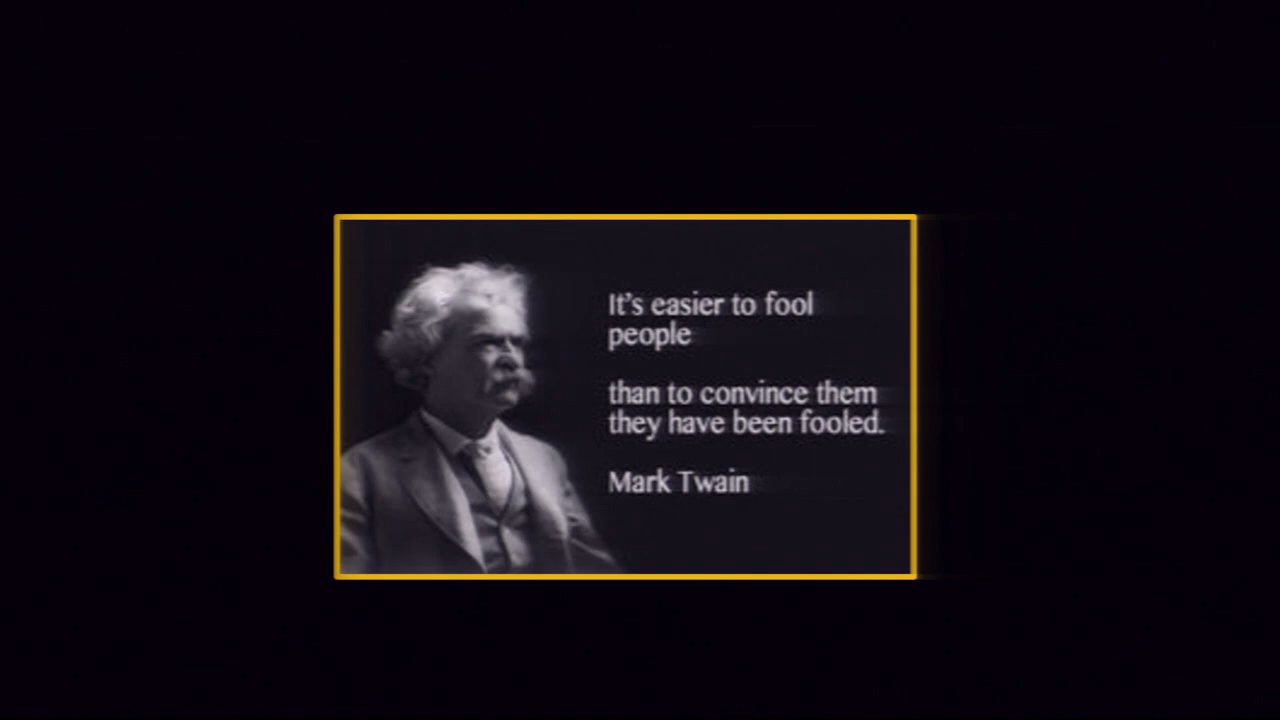 It's easier to fool
people
than to convince them
they have been fooled.
Mark Twain